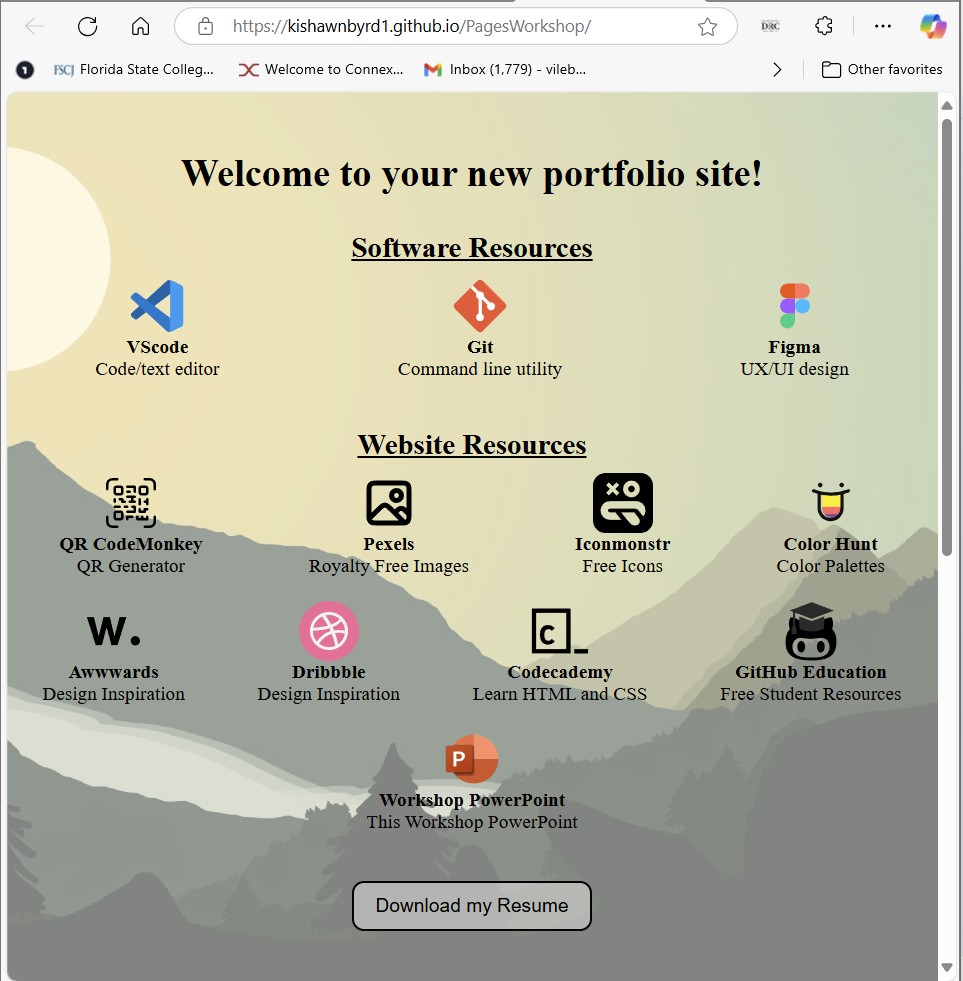 https://kishawnbyrd1.github.io/PagesWorkshop/
DRC
1 FSCJ Florida State Colleg... Welcome to Connex... Inbox (1,779) - vileb... Other favorites
Welcome to your new portfolio site!
Software Resources
VScode
Code/text editor
Git
Command line utility
Figma
UX/UI design
Website Resources
QR CodeMonkey
QR Generator
Pexels
Royalty Free Images
Iconmonstr
Free Icons
Color Hunt
Color Palettes
W.
Awwwards
Design Inspiration
Dribbble
Design Inspiration
C_
Codecademy
Learn HTML and CSS
GitHub Education
Free Student Resources
P
Workshop PowerPoint
This Workshop PowerPoint
Download my Resume